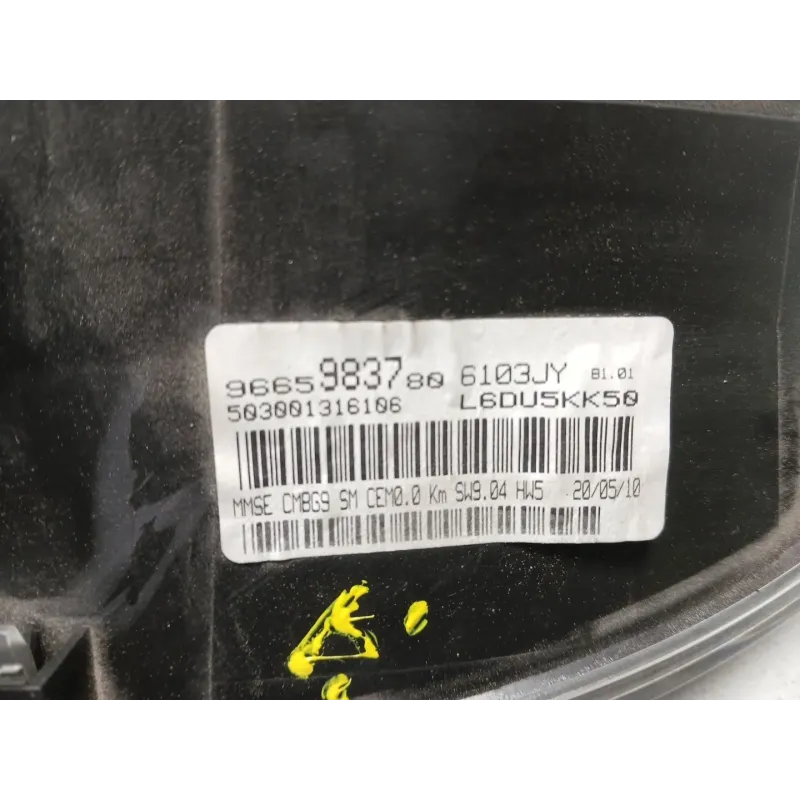 9665983780 6103JY B1.01
503001316106 L6DU5KK50
MMSE CMBG9 SM CEM0.0 Km SW9.04 HW5 20/05/10